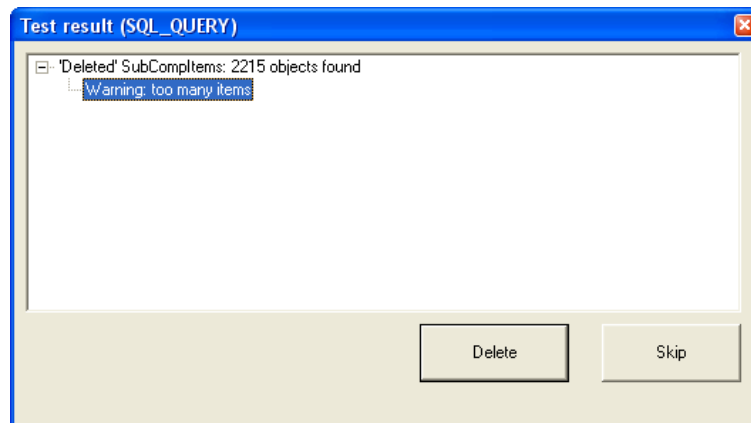 Test result (SQL_QUERY)
'Deleted' SubCompItems: 2215 objects found
Warning: too many items
Delete
Skip